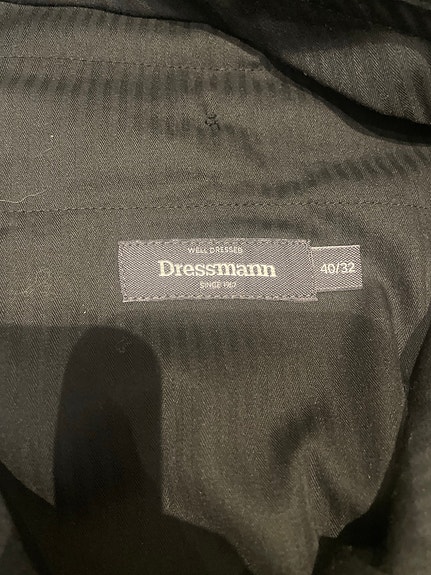 WELL DRESSED
Dressmann
SINCE 1967
40/32